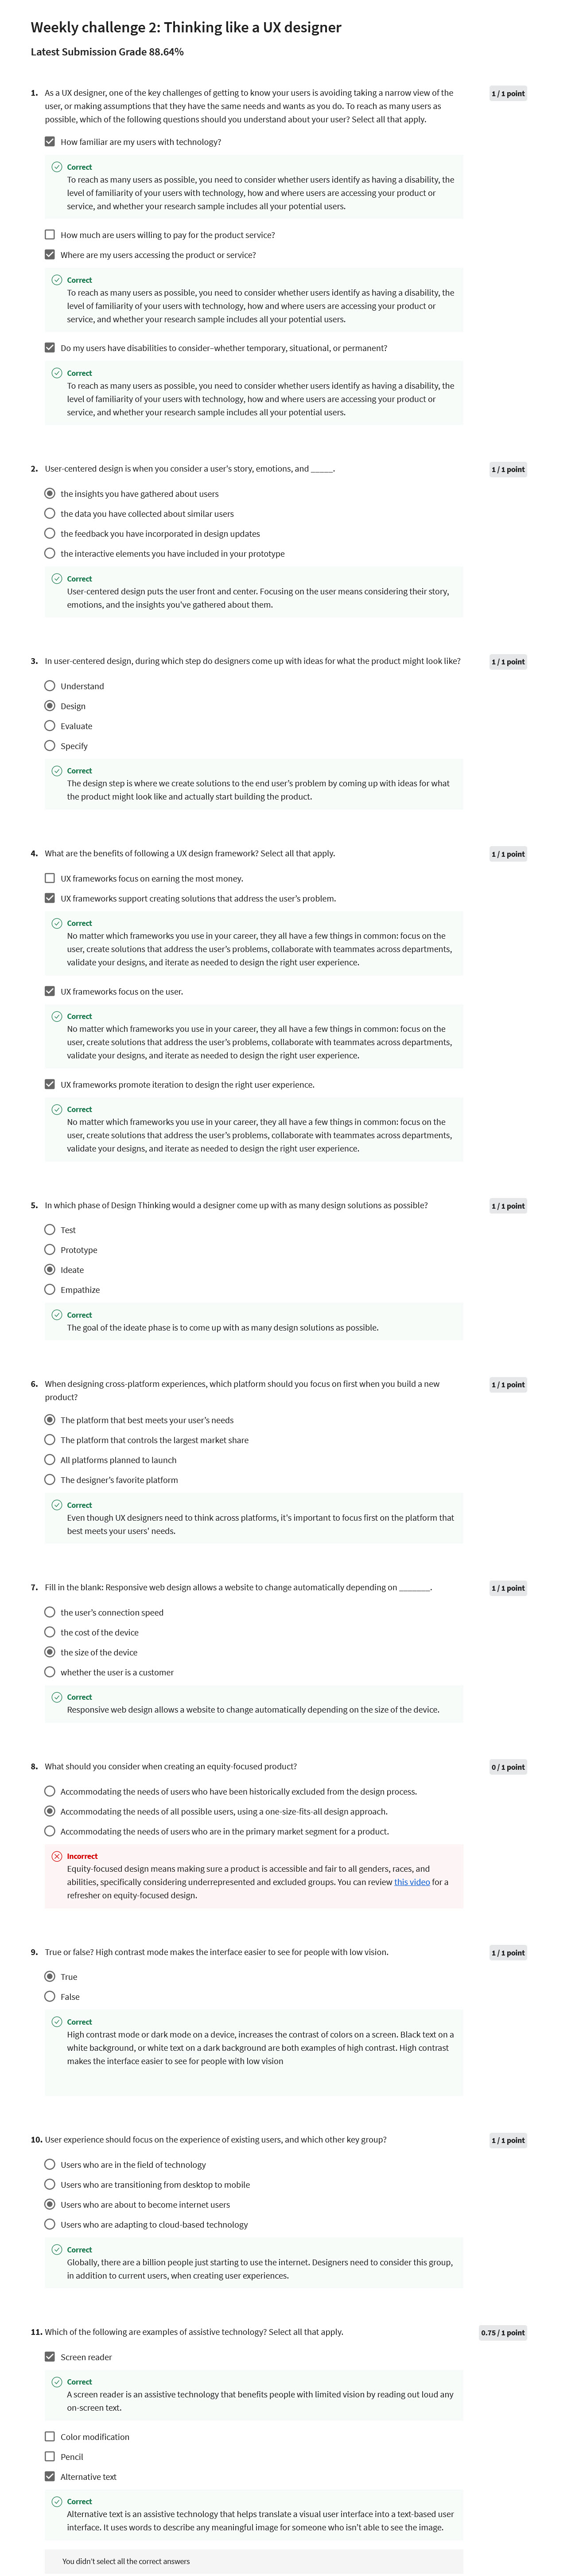 Weekly challenge 2: Thinking like a UX designer
Latest Submission Grade 88.64%
1. As a UX designer, one of the key challenges of getting to know your users is avoiding taking a narrow view of the
user, or making assumptions that they have the same needs and wants as you do. To reach as many users as
possible, which of the following questions should you understand about your user? Select all that apply.
1 / 1 point
How familiar are my users with technology?
Correct
To reach as many users as possible, you need to consider whether users identify as having a disability, the
level of familiarity of your users with technology, how and where users are accessing your product or
service, and whether your research sample includes all your potential users.
How much are users willing to pay for the product service?
Where are my users accessing the product or service?
Correct
To reach as many users as possible, you need to consider whether users identify as having a disability, the
level of familiarity of your users with technology, how and where users are accessing your product or
service, and whether your research sample includes all your potential users.
Do my users have disabilities to consider–whether temporary, situational, or permanent?
Correct
To reach as many users as possible, you need to consider whether users identify as having a disability, the
level of familiarity of your users with technology, how and where users are accessing your product or
service, and whether your research sample includes all your potential users.
2. User-centered design is when you consider a user's story, emotions, and _____.
1 / 1 point
the insights you have gathered about users
the data you have collected about similar users
the feedback you have incorporated in design updates
the interactive elements you have included in your prototype
Correct
User-centered design puts the user front and center. Focusing on the user means considering their story,
emotions, and the insights you've gathered about them.
3. In user-centered design, during which step do designers come up with ideas for what the product might look like?
1 / 1 point
Understand
Design
Evaluate
Specify
Correct
The design step is where we create solutions to the end user's problem by coming up with ideas for what
the product might look like and actually start building the product.
4. What are the benefits of following a UX design framework? Select all that apply.
1 / 1 point
UX frameworks focus on earning the most money.
UX frameworks support creating solutions that address the user's problem.
Correct
No matter which frameworks you use in your career, they all have a few things in common: focus on the
user, create solutions that address the user's problems, collaborate with teammates across departments,
validate your designs, and iterate as needed to design the right user experience.
UX frameworks focus on the user.
Correct
No matter which frameworks you use in your career, they all have a few things in common: focus on the
user, create solutions that address the user's problems, collaborate with teammates across departments,
validate your designs, and iterate as needed to design the right user experience.
UX frameworks promote iteration to design the right user experience.
Correct
No matter which frameworks you use in your career, they all have a few things in common: focus on the
user, create solutions that address the user's problems, collaborate with teammates across departments,
validate your designs, and iterate as needed to design the right user experience.
5. In which phase of Design Thinking would a designer come up with as many design solutions as possible?
1 / 1 point
Test
Prototype
Ideate
Empathize
Correct
The goal of the ideate phase is to come up with as many design solutions as possible.
6. When designing cross-platform experiences, which platform should you focus on first when you build a new
product?
1 / 1 point
The platform that best meets your user's needs
The platform that controls the largest market share
All platforms planned to launch
The designer's favorite platform
Correct
Even though UX designers need to think across platforms, it's important to focus first on the platform that
best meets your users' needs.
7. Fill in the blank: Responsive web design allows a website to change automatically depending on _______.
1 / 1 point
the user's connection speed
the cost of the device
the size of the device
whether the user is a customer
Correct
Responsive web design allows a website to change automatically depending on the size of the device.
8. What should you consider when creating an equity-focused product?
0 / 1 point
Accommodating the needs of users who have been historically excluded from the design process.
Accommodating the needs of all possible users, using a one-size-fits-all design approach.
Accommodating the needs of users who are in the primary market segment for a product.
Incorrect
Equity-focused design means making sure a product is accessible and fair to all genders, races, and
abilities, specifically considering underrepresented and excluded groups. You can review this video for a
refresher on equity-focused design.
9. True or false? High contrast mode makes the interface easier to see for people with low vision.
1 / 1 point
True
False
Correct
High contrast mode or dark mode on a device, increases the contrast of colors on a screen. Black text on a
white background, or white text on a dark background are both examples of high contrast. High contrast
makes the interface easier to see for people with low vision
10. User experience should focus on the experience of existing users, and which other key group?
1 / 1 point
Users who are in the field of technology
Users who are transitioning from desktop to mobile
Users who are about to become internet users
Users who are adapting to cloud-based technology
Correct
Globally, there are a billion people just starting to use the internet. Designers need to consider this group,
in addition to current users, when creating user experiences.
11. Which of the following are examples of assistive technology? Select all that apply.
0.75 / 1 point
Screen reader
Correct
A screen reader is an assistive technology that benefits people with limited vision by reading out loud any
on-screen text.
Color modification
Pencil
Alternative text
Correct
Alternative text is an assistive technology that helps translate a visual user interface into a text-based user
interface. It uses words to describe any meaningful image for someone who isn't able to see the image.
You didn't select all the correct answers